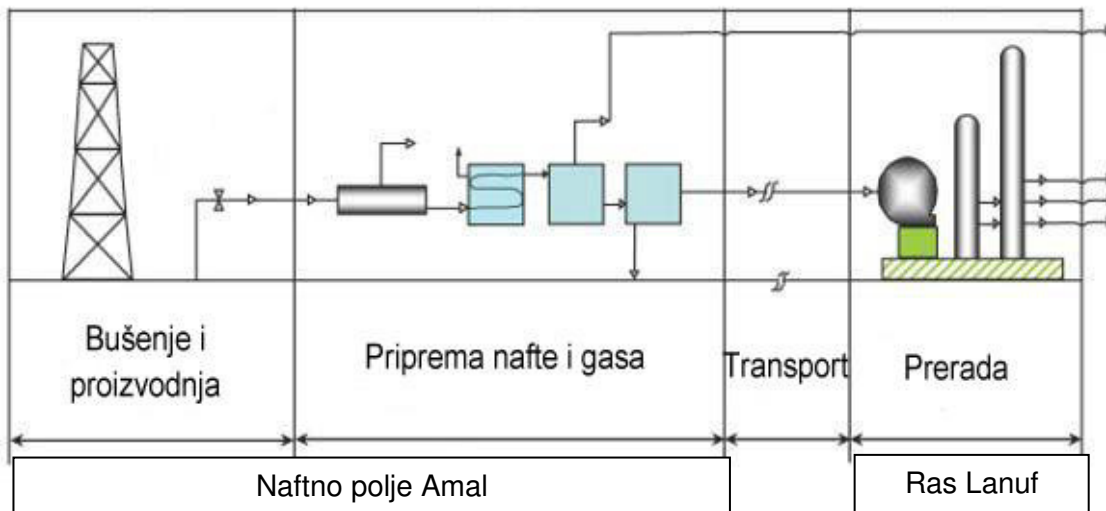 Bušenje i
proizvodnja
Priprema nafte i gasa
Transport
Prerada
Naftno polje Amal
Ras Lanuf